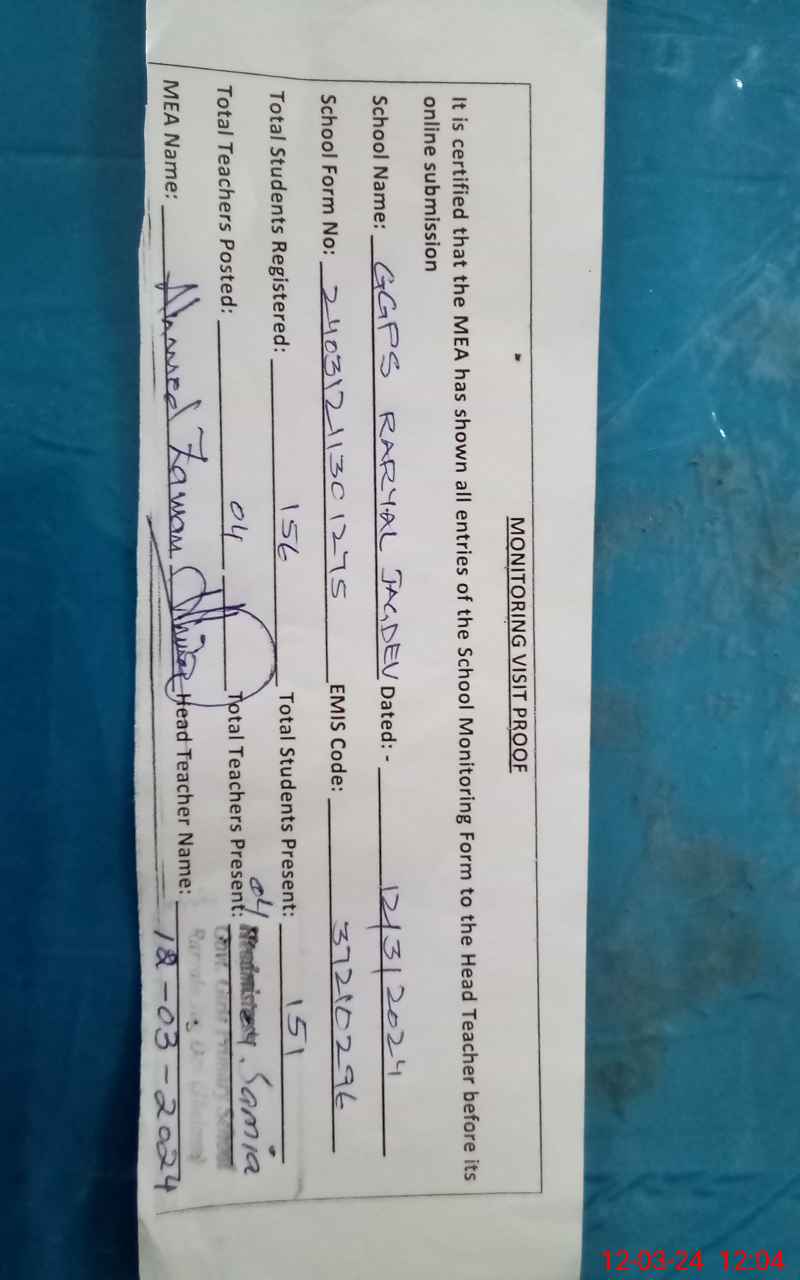 MONITORING VISIT PROOF
It is certified that the MEA has shown all entries of the School Monitoring Form to the Head Teacher before its
online submission
School Name: GGPS RARYAL JAGDEV Dated: - 12/3/2024
School Form No: 24031211301275 EMIS Code: 37210296
Total Students Registered: 156 Total Students Present: 151
Total Teachers Posted: 04 Total Teachers Present: 04 Samia
Primary School
MEA Name: Ahmed Zaman Head Teacher Name:
12-03-2024
12-03-24 12:04